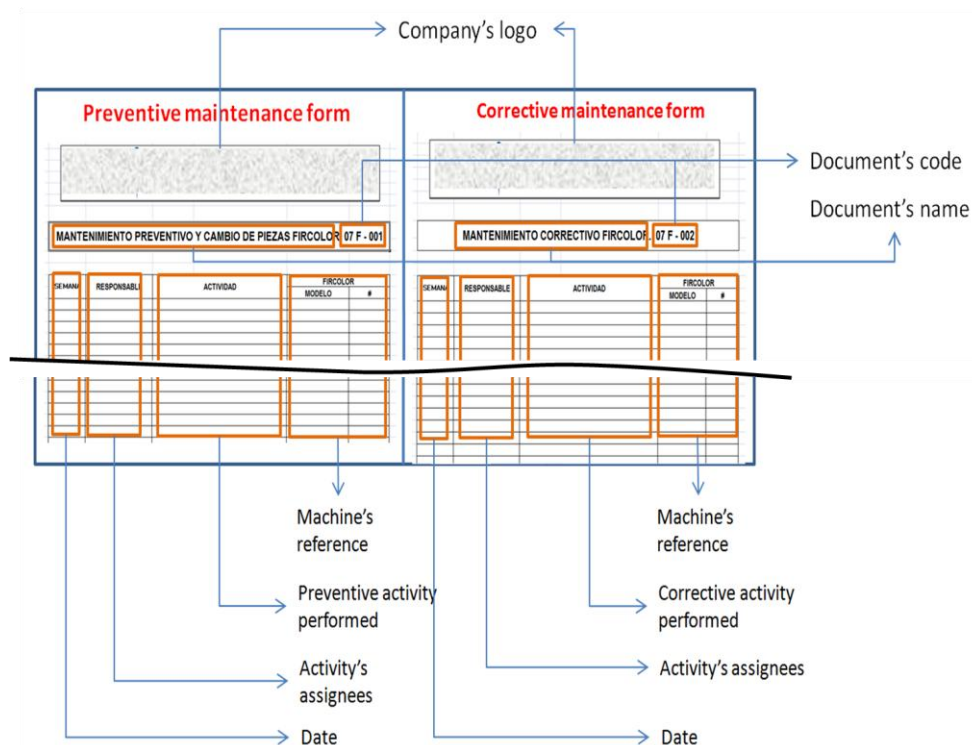 Company's logo
Preventive maintenance form
Corrective maintenance form
Document's code
Document's name
MANTENIMIENTO PREVENTIVO Y CAMBIO DE PIEZAS FIRCOLOR 07 F - 001
MANTENIMIENTO CORRECTIVO FIRCOLOR. 07 F - 002
SEMANA RESPONSABLE ACTIVIDAD FIRCOLOR
MODELO #
SEMANA RESPONSABLE ACTIVIDAD FIRCOLOR
MODELO #
Machine's
reference
Machine's
reference
Preventive activity
performed
Corrective activity
performed
Activity's
assignees
Activity's assignees
Date
Date